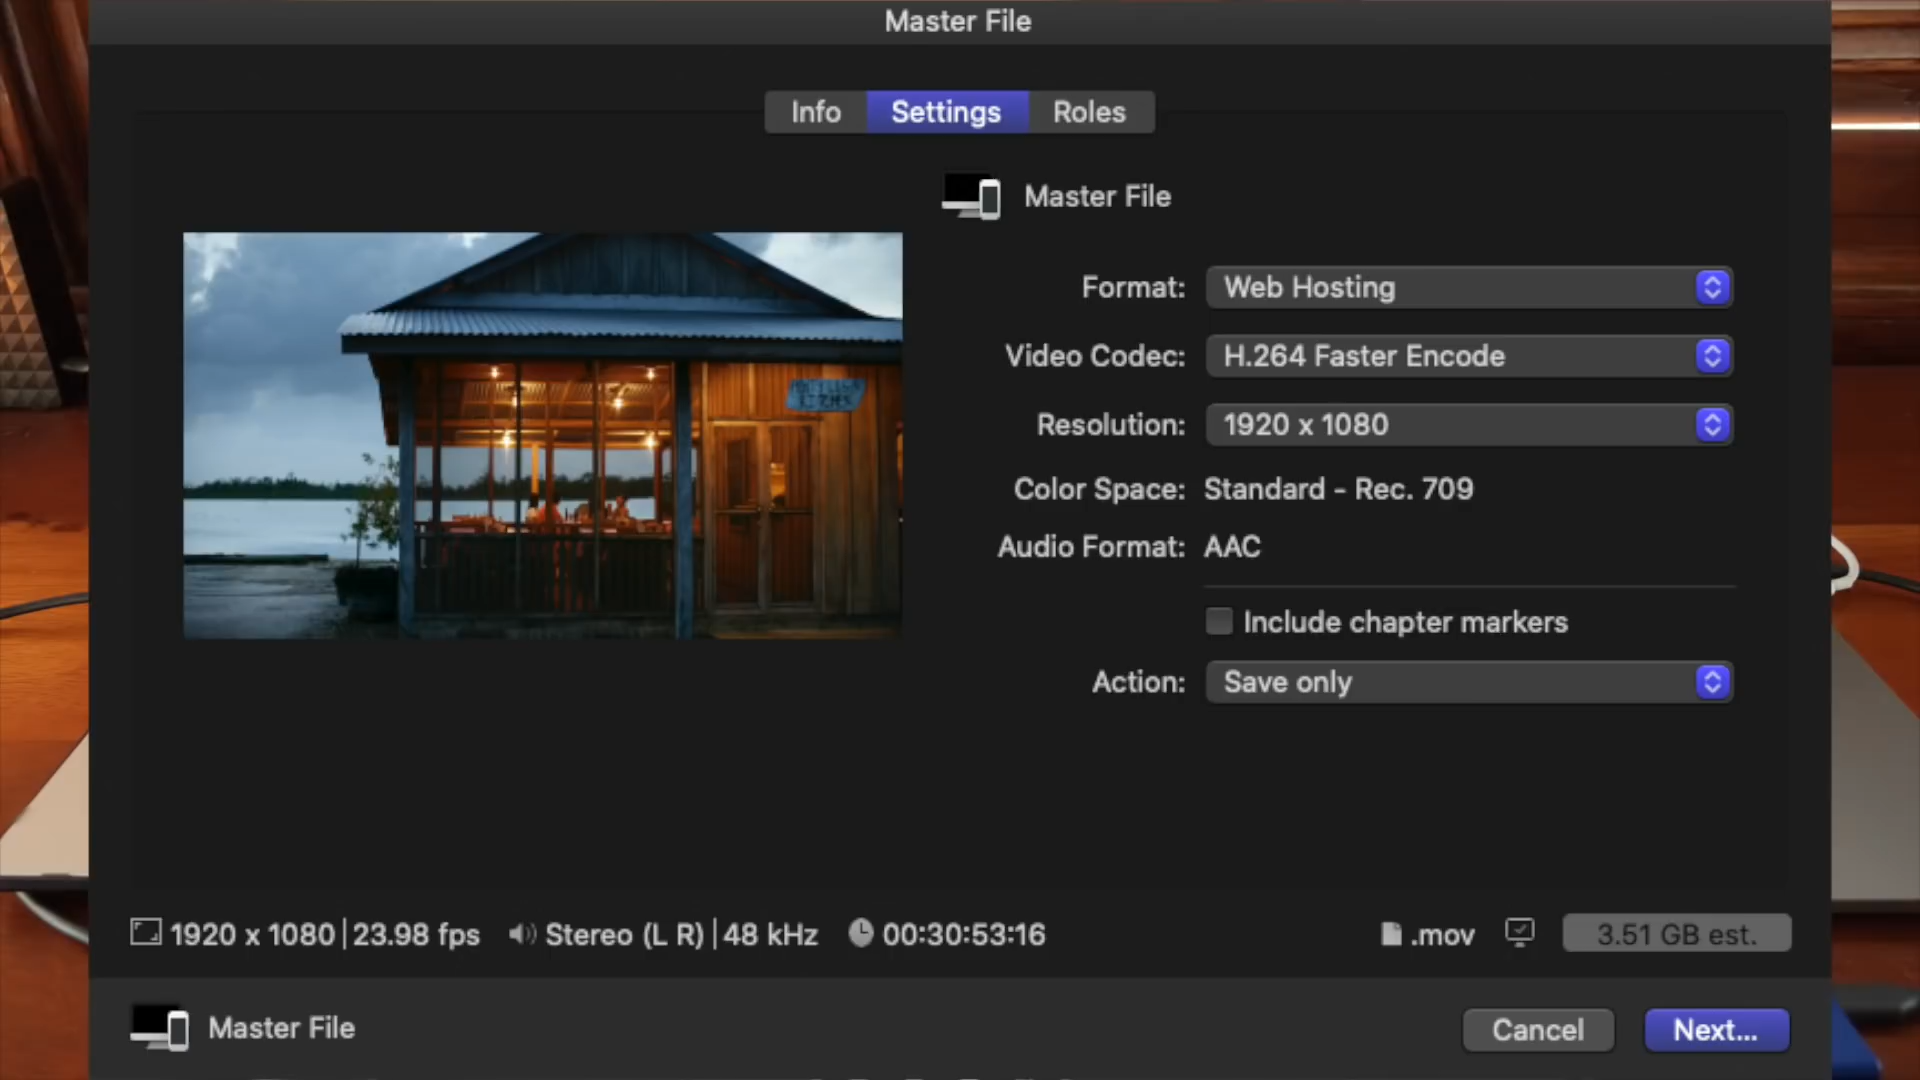 Master File
Info Settings Roles
Master File
Format: Web Hosting
Video Codec: H.264 Faster Encode
Resolution: 1920 x 1080
Color Space: Standard - Rec. 709
Audio Format: AAC
Include chapter markers
Action: Save only
1920 x 1080 | 23.98 fps Stereo (L R) | 48 kHz 00:30:53:16 .mov 3.51 GB est.
Master File Cancel Next...